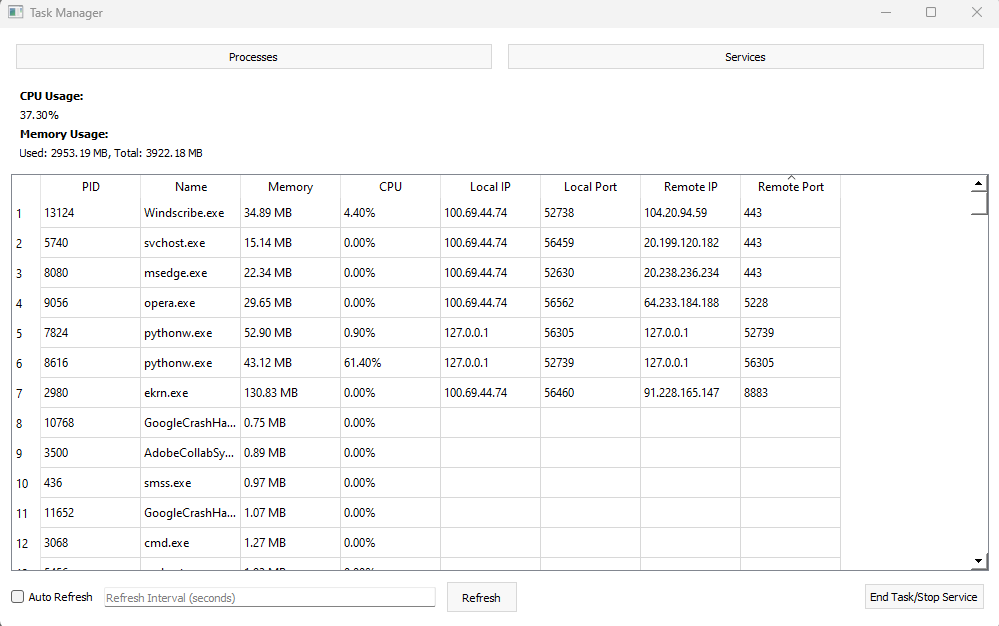 Task Manager
Processes Services
CPU Usage:
37.30%
Memory Usage:
Used: 2953.19 MB, Total: 3922.18 MB
PID Name Memory CPU Local IP Local Port Remote IP Remote Port
1 13124 Windscribe.exe 34.89 MB 4.40% 100.69.44.74 52738 104.20.94.59 443
2 5740 svchost.exe 15.14 MB 0.00% 100.69.44.74 56459 20.199.120.182 443
3 8080 msedge.exe 22.34 MB 0.00% 100.69.44.74 52630 20.238.236.234 443
4 9056 opera.exe 29.65 MB 0.00% 100.69.44.74 56562 64.233.184.188 5228
5 7824 pythonw.exe 52.90 MB 0.90% 127.0.0.1 56305 127.0.0.1 52739
6 8616 pythonw.exe 43.12 MB 61.40% 127.0.0.1 52739 127.0.0.1 56305
7 2980 ekrn.exe 130.83 MB 0.00% 100.69.44.74 56460 91.228.165.147 8883
8 10768 GoogleCrashHa... 0.75 MB 0.00%
9 3500 AdobeCollabSy... 0.89 MB 0.00%
10 436 smss.exe 0.97 MB 0.00%
11 11652 GoogleCrashHa... 1.07 MB 0.00%
12 3068 cmd.exe 1.27 MB 0.00%
Auto Refresh Refresh Interval (seconds) Refresh End Task/Stop Service